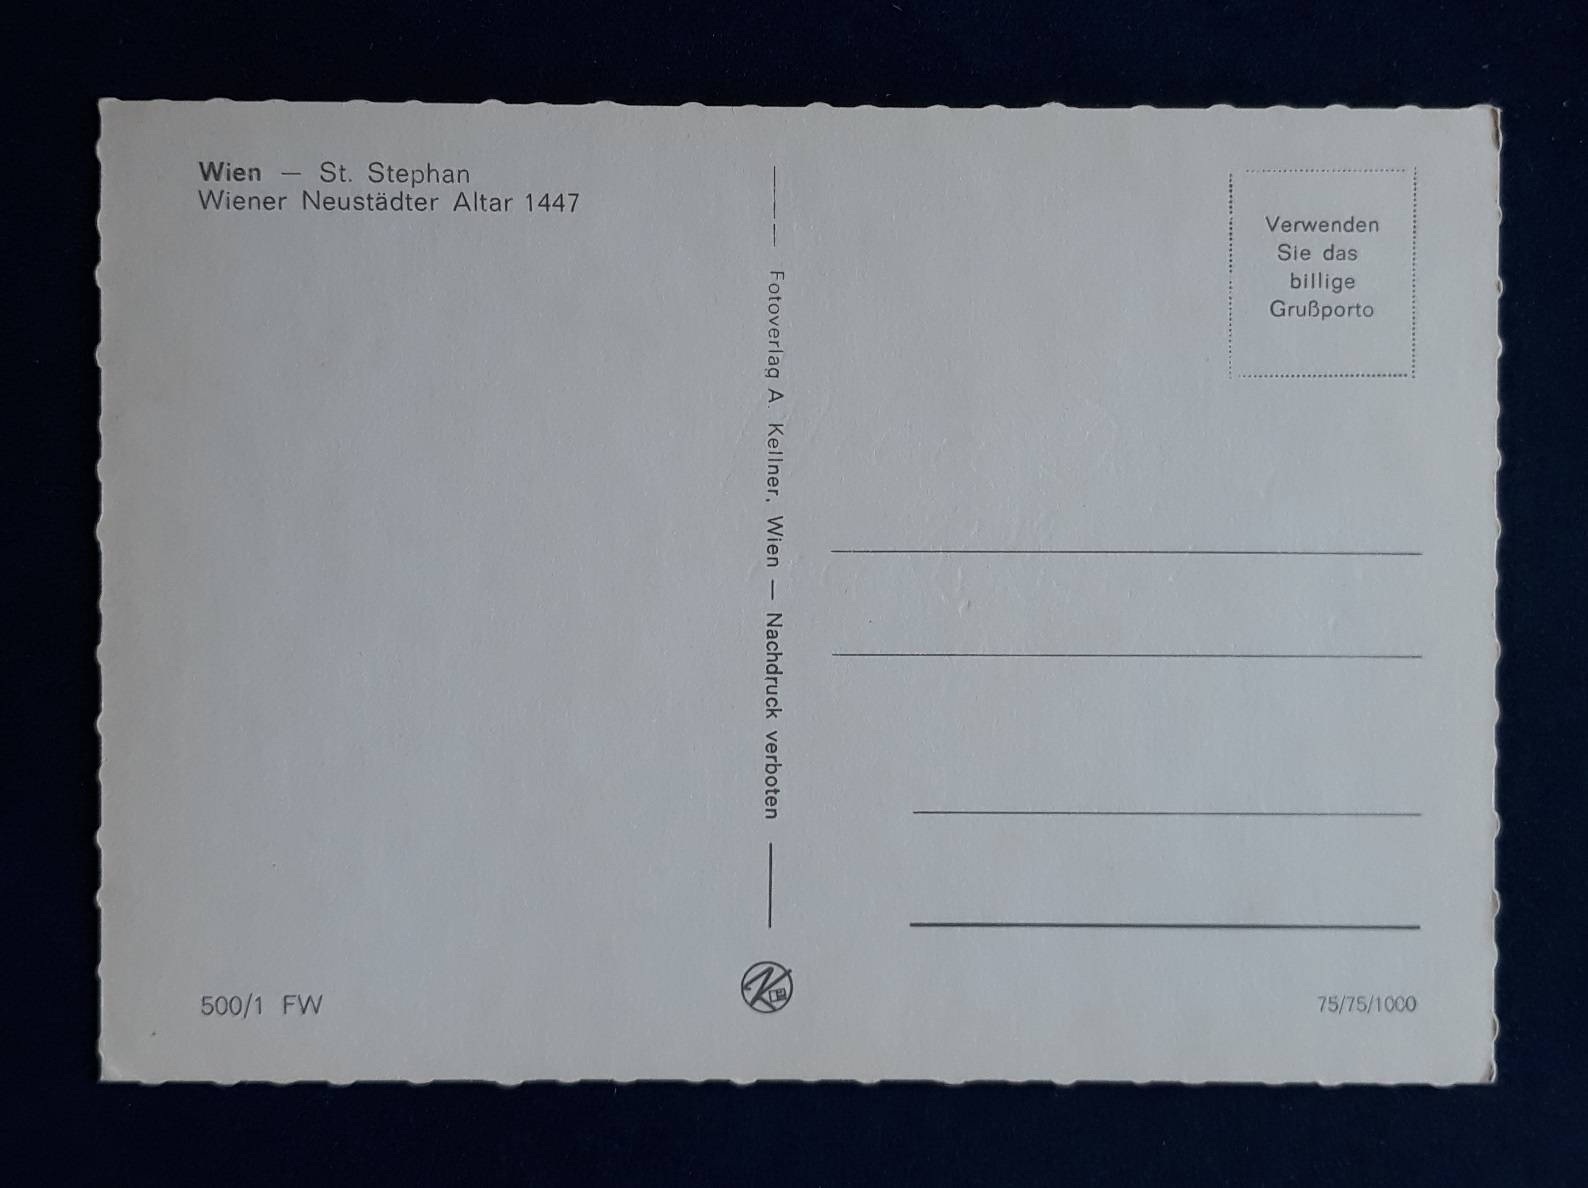 Wien — St. Stephan
Wiener Neustädter Altar 1447
Fotoverlag A. Kellner, Wien — Nachdruck verboten
Verwenden
Sie das
billige
Grußporto
500/1 FW
75/75/1000